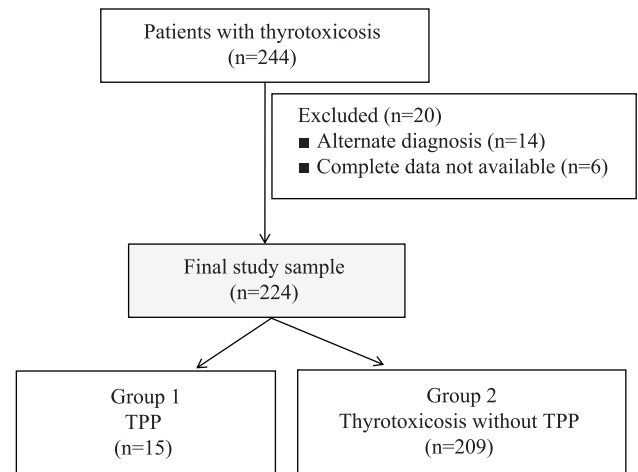 Patients with thyrotoxicosis
(n=244)
Excluded (n=20)
■ Alternate diagnosis (n=14)
■ Complete data not available (n=6)
Final study sample
(n=224)
Group 1
TPP
(n=15)
Group 2
Thyrotoxicosis without TPP
(n=209)